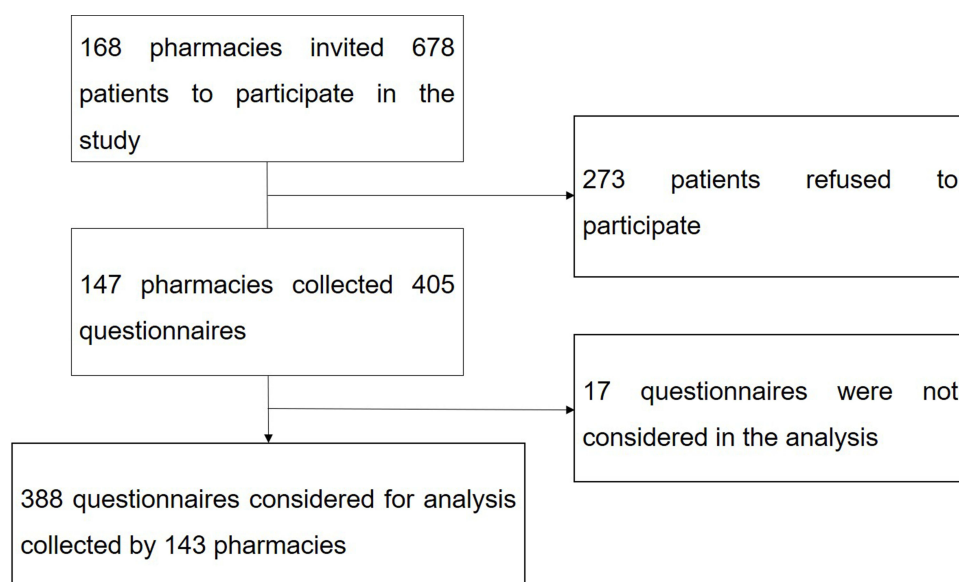 168 pharmacies invited 678
patients to participate in the
study
273 patients refused to
participate
147 pharmacies collected 405
questionnaires
17 questionnaires were not
considered in the analysis
388 questionnaires considered for analysis
collected by 143 pharmacies